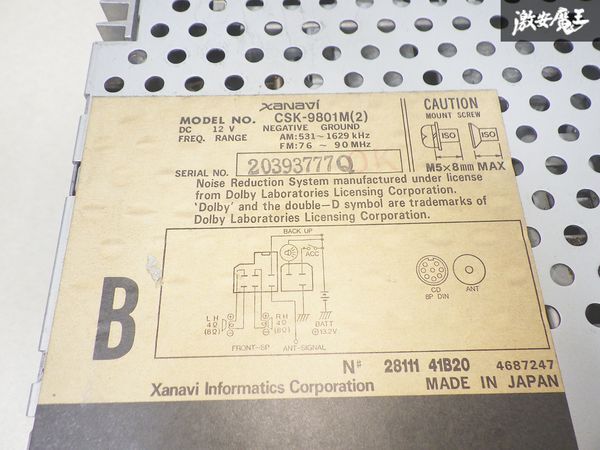 激安魔王
xanavi
MODEL NO. CSK-9801M(2)
DC 12 V NEGATIVE GROUND
FREQ. RANGE AM:531~1629 kHz
FM:76 ~ 90 MHz
SERIAL NO. 20393777Q
OK
CAUTION
MOUNT SCREW
ISO ISO
M5×8mm MAX
Noise Reduction System manufactured under license
from Dolby Laboratories Licensing Corporation.
'Dolby' and the double-D symbol are trademarks of
Dolby Laboratories Licensing Corporation.
B
BACK UP
ACC
LH
4Ω
(8Ω)
RH
4Ω
(8Ω)
BATT
⊕13.2V
FRONT-SP
ANT-SIGNAL
CD
8P DIN
ANT
N# 28111 41B20 4687247
Xanavi Informatics Corporation MADE IN JAPAN